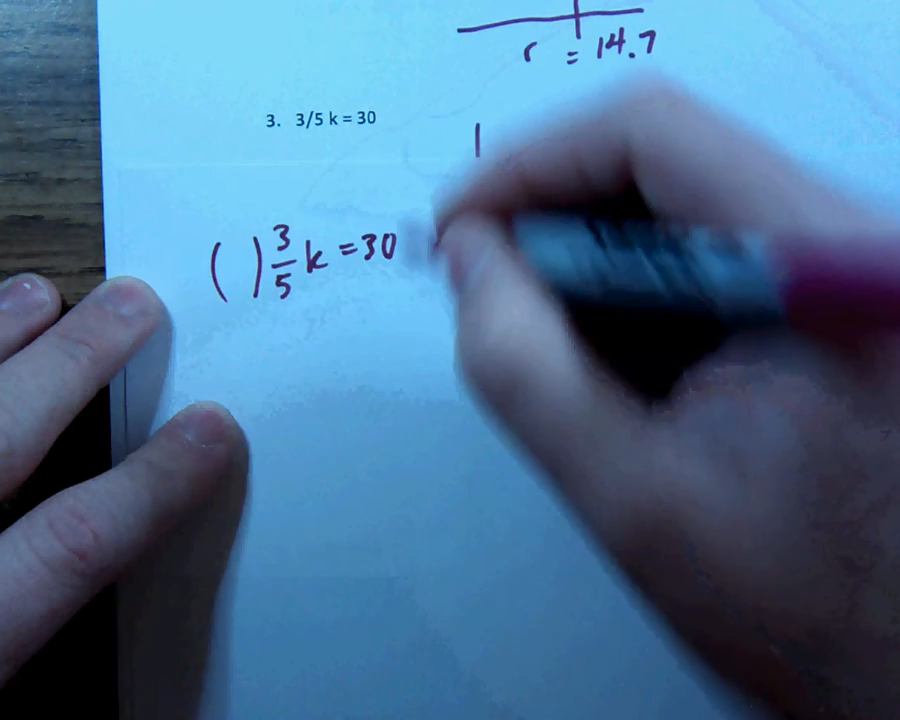 r = 14.7
3. 3/5 k = 30
( ) 3/5 k = 30